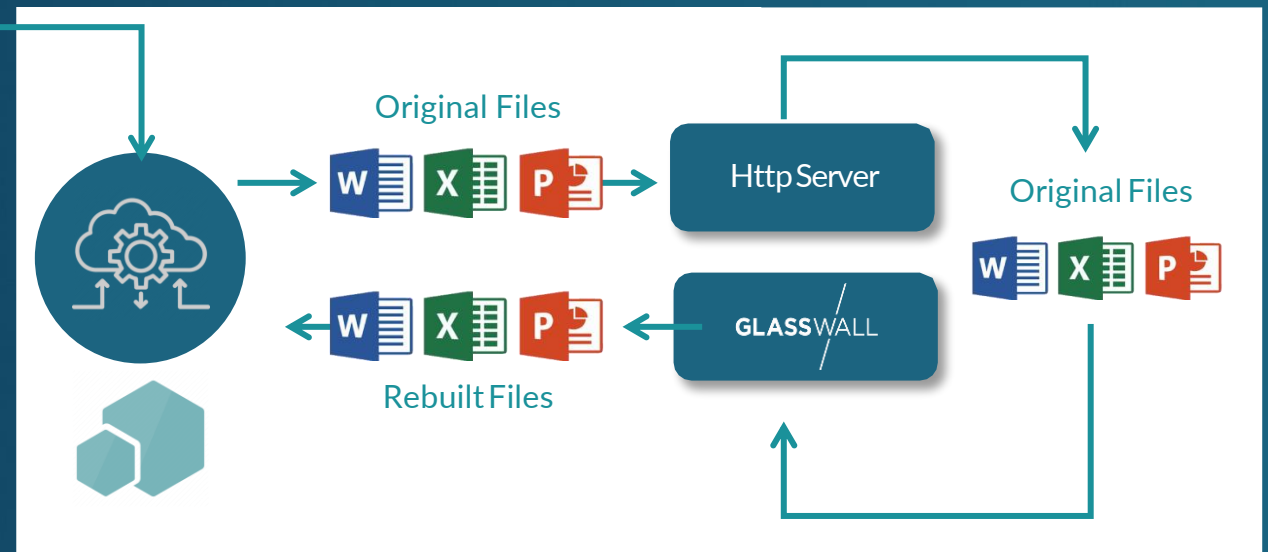 Original Files
W X P
Http Server
Original Files
W X P
W X P
GLASSWALL
Rebuilt Files